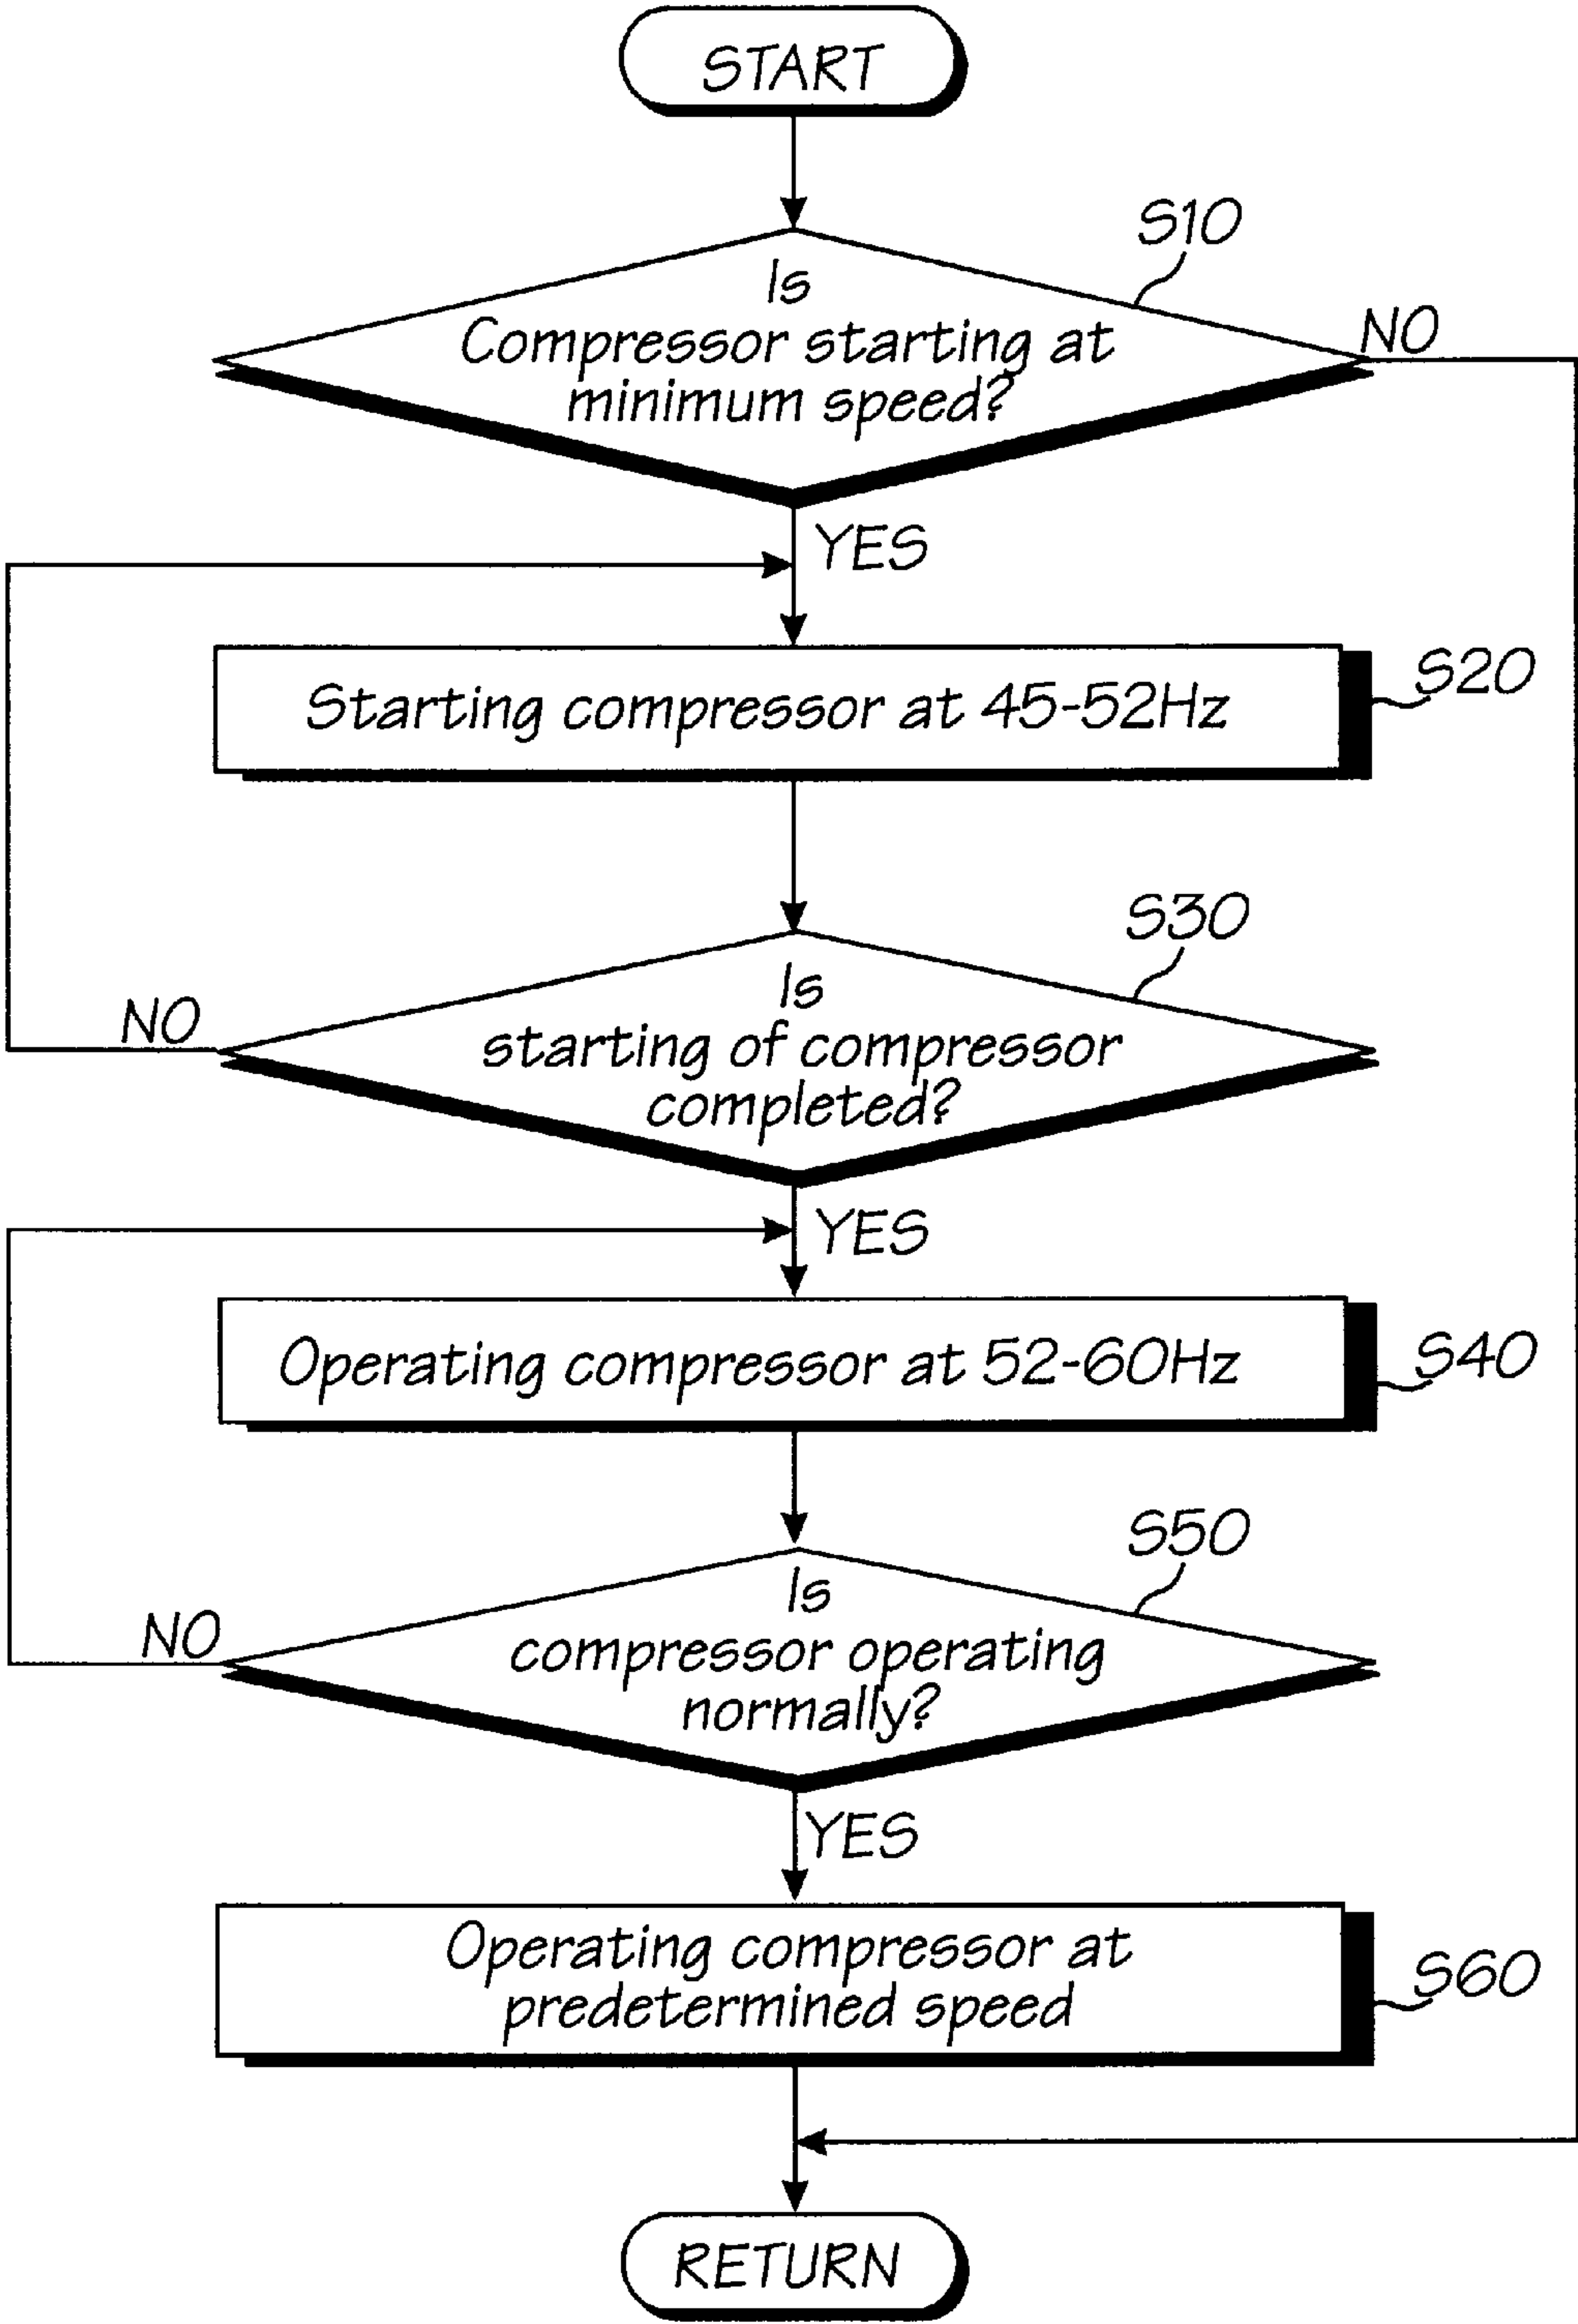 START
S10
Is
Compressor starting at
minimum speed?
NO
YES
Starting compressor at 45-52Hz
S20
S30
Is
starting of compressor
completed?
NO
YES
Operating compressor at 52-60Hz
S40
S50
Is
compressor operating
normally?
NO
YES
Operating compressor at
predetermined speed
S60
RETURN